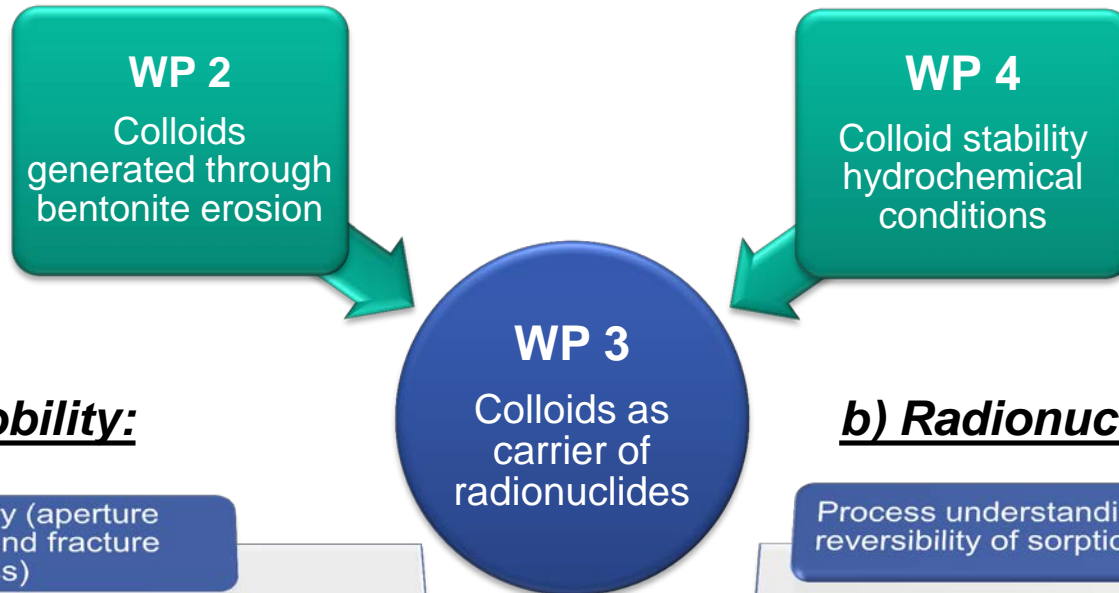 WP 2
Colloids
generated through
bentonite erosion
WP 4
Colloid stability
hydrochemical
conditions
WP 3
Colloids as
carrier of
radionuclides
obility:
b) Radionuc
y (aperture
nd fracture
s)
Process understandi
reversibility of sorptio